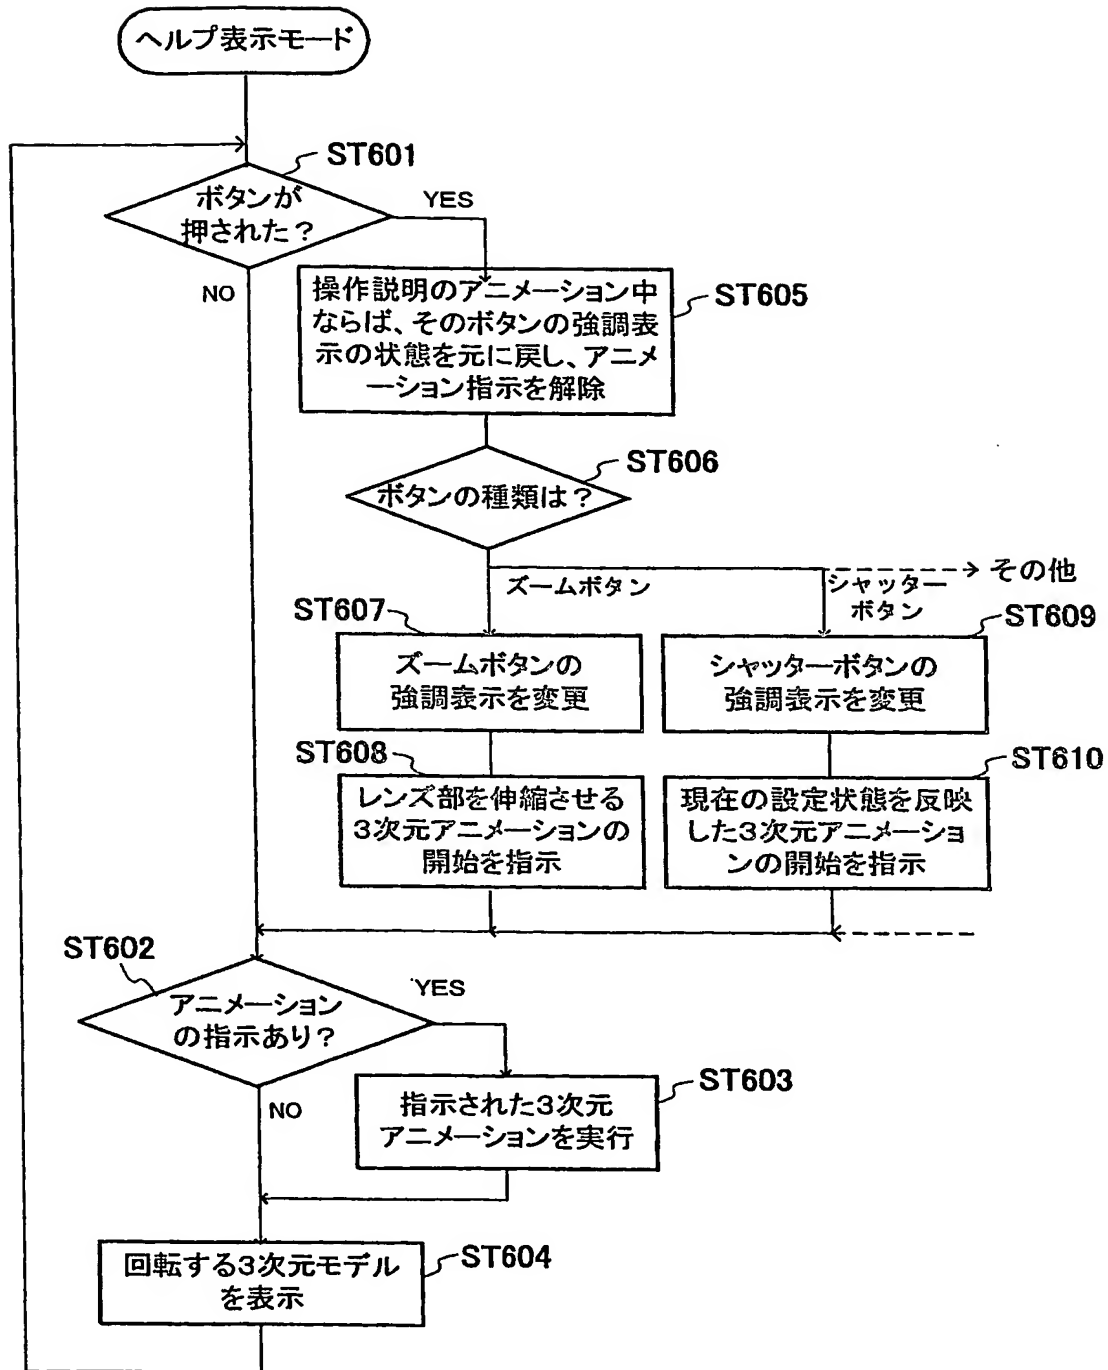 ヘルプ表示モード
ST601
ボタンが
押された？
YES
NO
操作説明のアニメーション中
ならば、そのボタンの強調表
示の状態を元に戻し、アニメ
ーション指示を解除
ST605
ST606
ボタンの種類は？
ズームボタン
シャッター
ボタン
その他
ST607
ズームボタンの
強調表示を変更
ST609
シャッターボタンの
強調表示を変更
ST608
レンズ部を伸縮させる
３次元アニメーションの
開始を指示
ST610
現在の設定状態を反映
した３次元アニメーショ
ンの開始を指示
ST602
アニメーション
の指示あり？
YES
NO
ST603
指示された３次元
アニメーションを実行
回転する３次元モデル
を表示
ST604